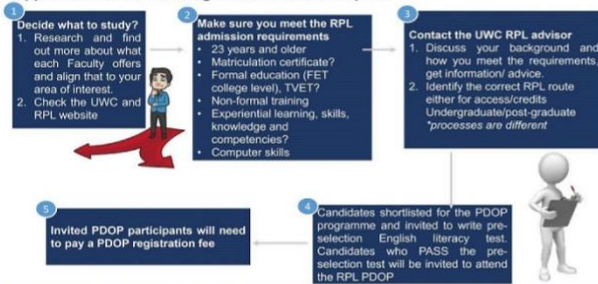 1
Decide what to study?
1. Research and find
out more about what
each Faculty offers
and align that to your
area of interest.
2. Check the UWC and
RPL website
2
Make sure you meet the RPL
admission requirements
• 23 years and older
• Matriculation certificate?
• Formal education (FET
college level), TVET?
• Non-formal training
• Experiential learning, skills,
knowledge and
competencies?
• Computer skills
3
Contact the UWC RPL advisor
1. Discuss your background and
how you meet the requirements,
get information/ advice.
2. Identify the correct RPL route
either for access/credits
Undergraduate/post-graduate
*processes are different
4
Candidates shortlisted for the PDOP
programme and invited to write pre-
selection English literacy test.
Candidates who PASS the pre-
selection test will be invited to attend
the RPL PDOP
5
Invited PDOP participants will need
to pay a PDOP registration fee